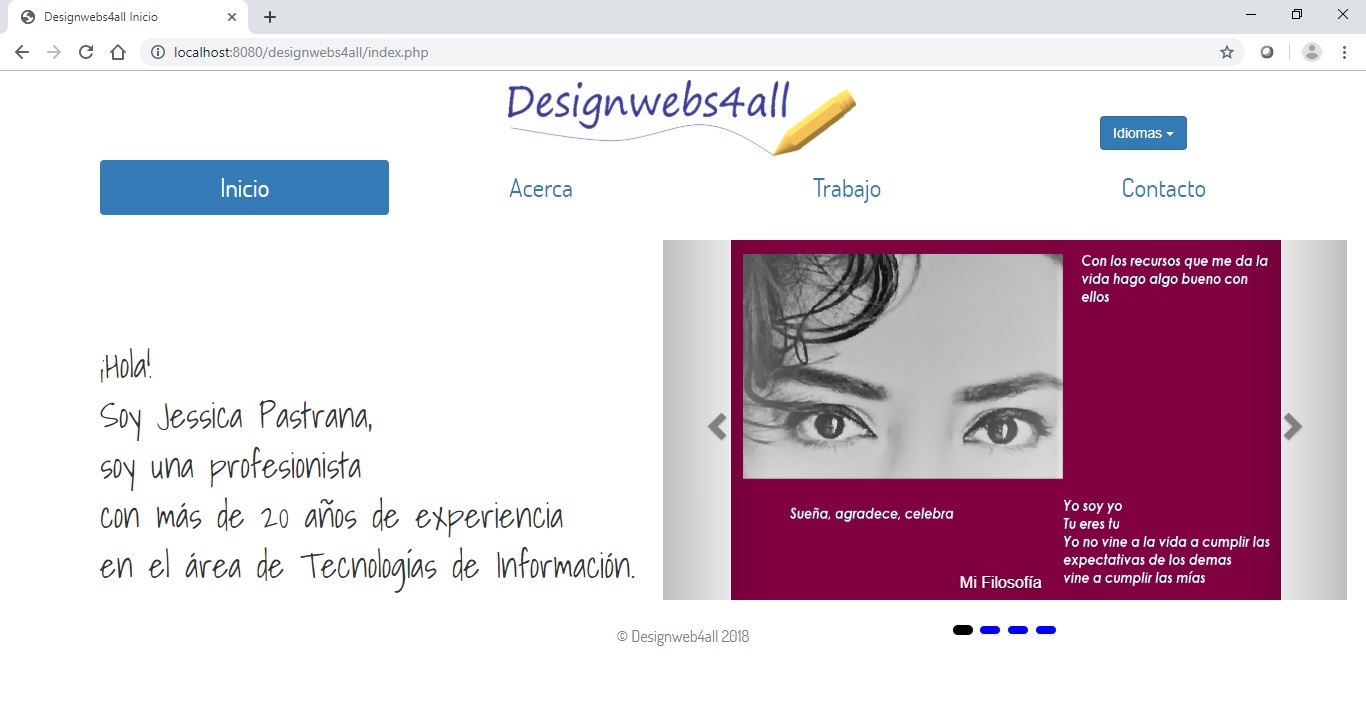 Designwebs4all Inicio
localhost:8080/designwebs4all/index.php
Designwebs4all
Idiomas
Inicio
Acerca
Trabajo
Contacto
¡Hola!
Soy Jessica Pastrana,
soy una profesionista
con más de 20 años de experiencia
en el área de Tecnologías de Información.
Con los recursos que me da la
vida hago algo bueno con
ellos
Sueña, agradece, celebra
Yo soy yo
Tu eres tu
Yo no vine a la vida a cumplir las
expectativas de los demas
vine a cumplir las mías
Mi Filosofía
© Designweb4all 2018